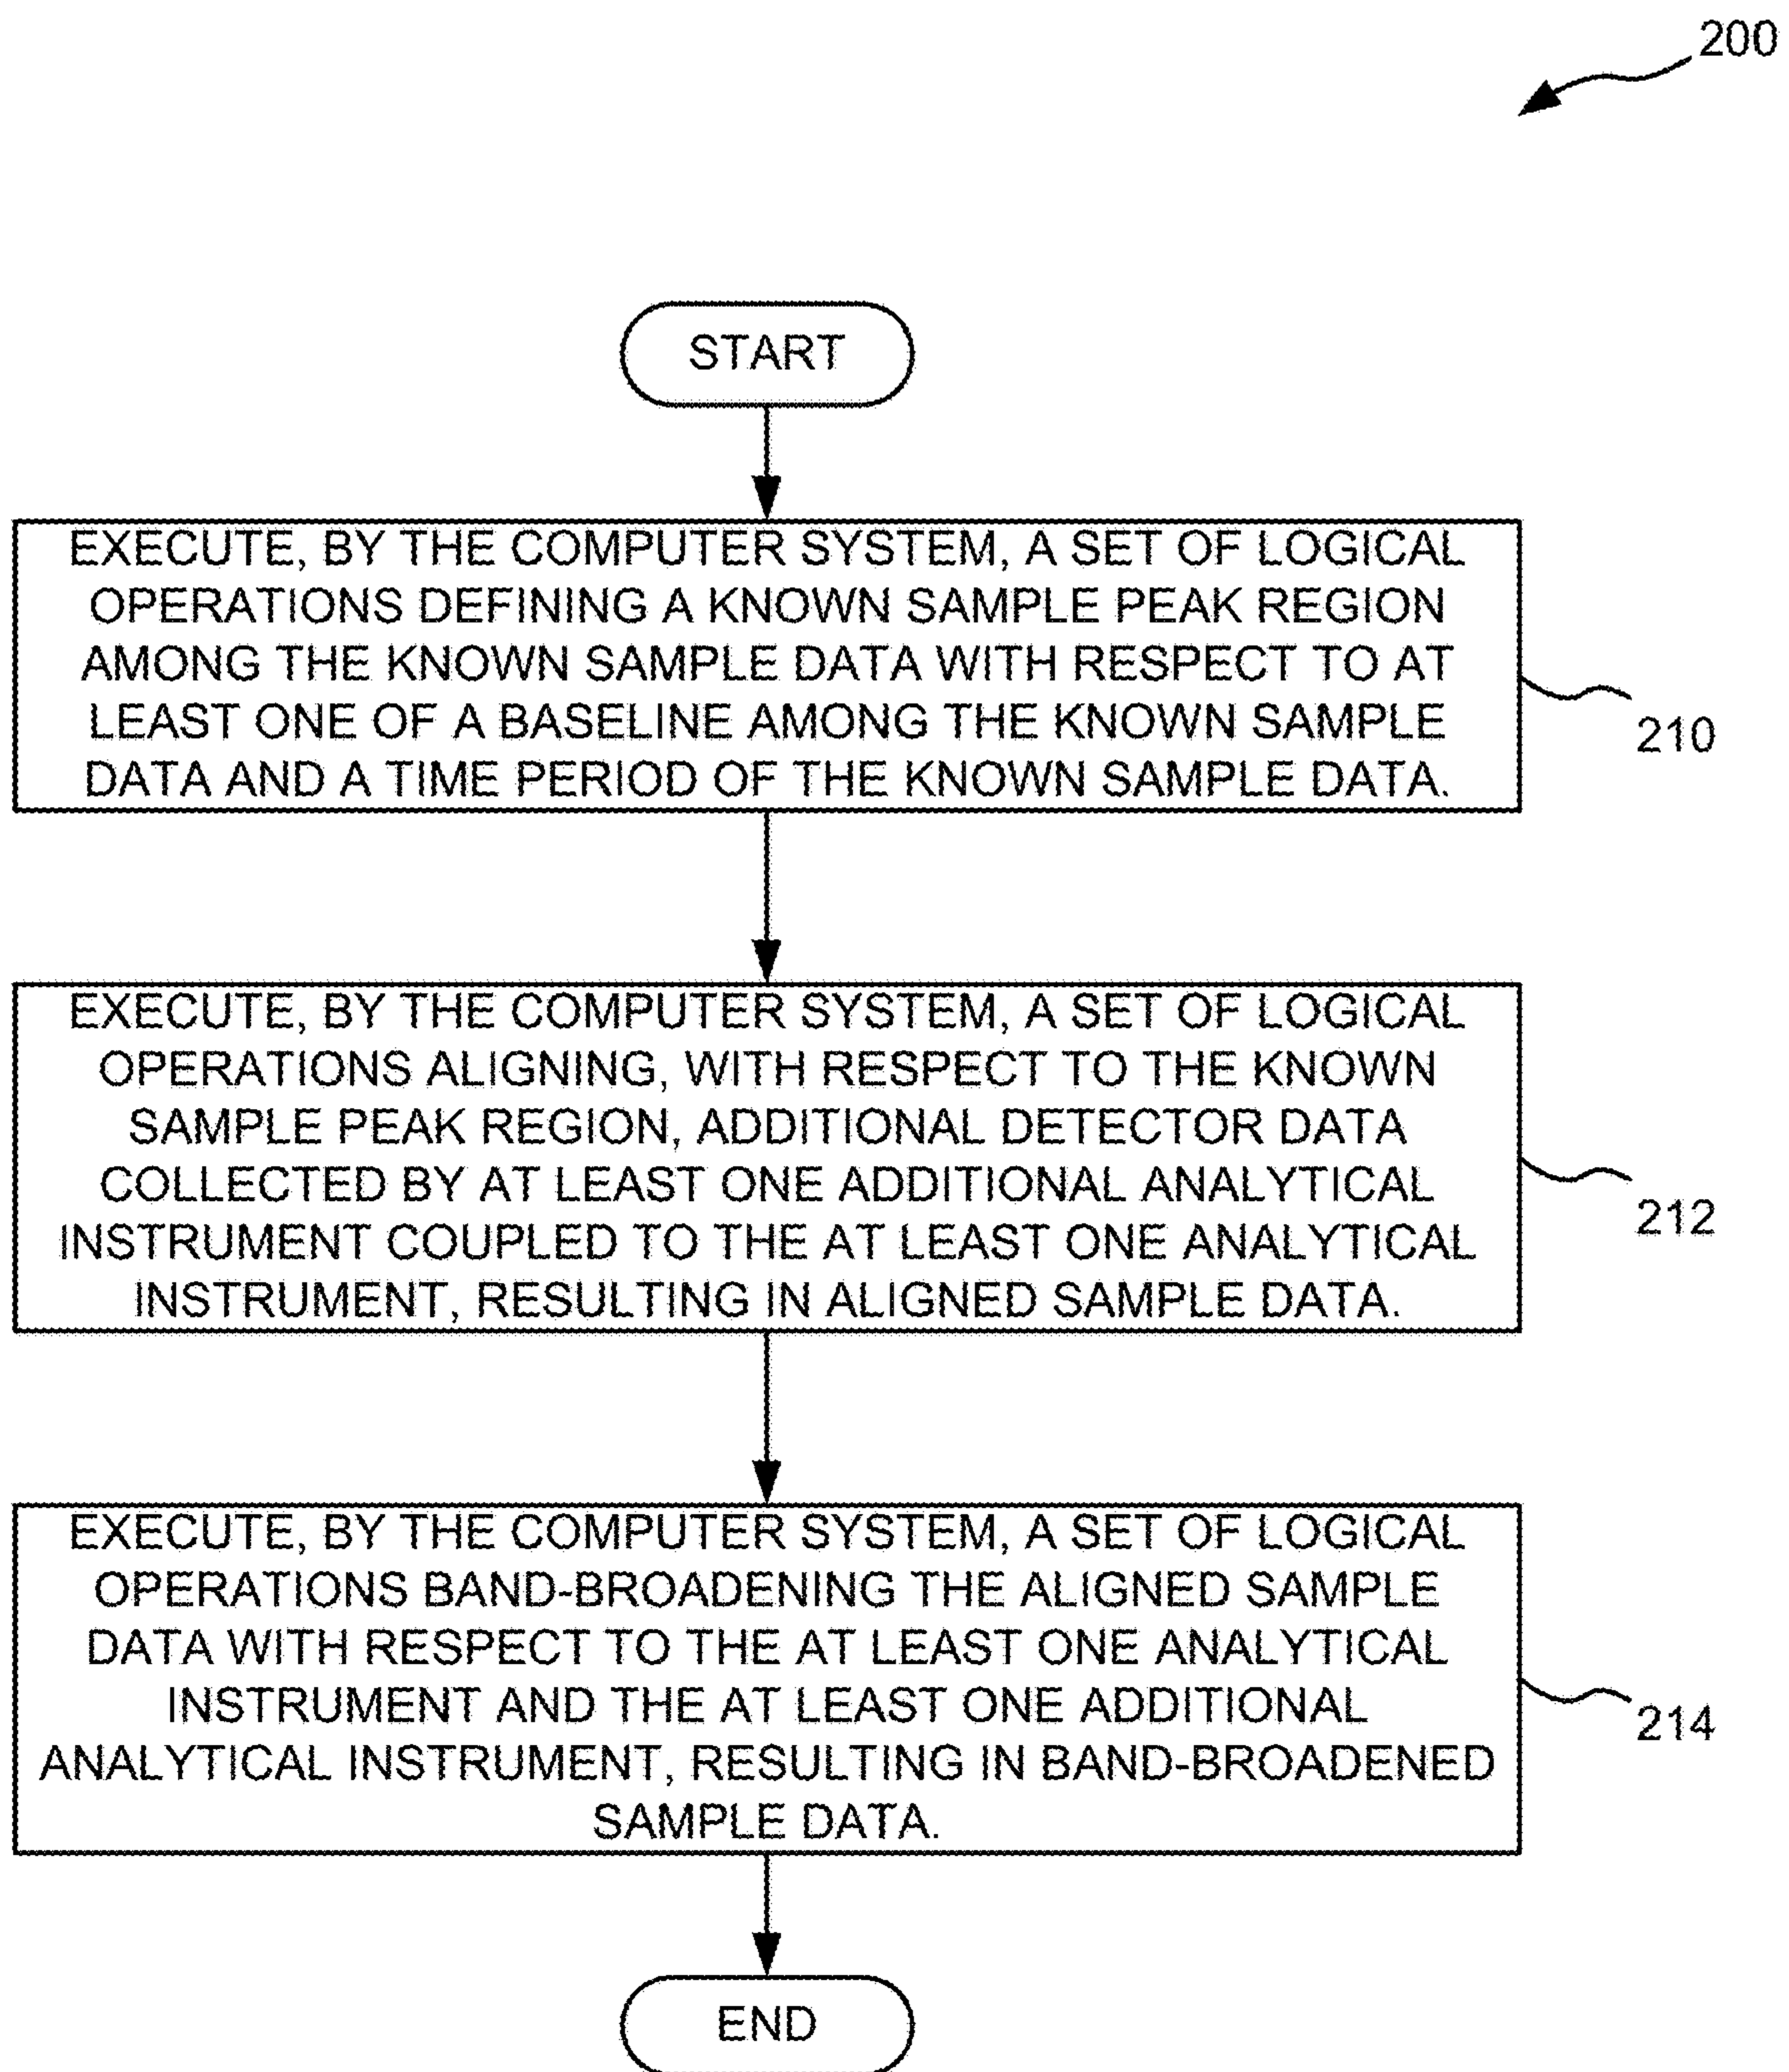 200
START
EXECUTE, BY THE COMPUTER SYSTEM, A SET OF LOGICAL
OPERATIONS DEFINING A KNOWN SAMPLE PEAK REGION
AMONG THE KNOWN SAMPLE DATA WITH RESPECT TO AT
LEAST ONE OF A BASELINE AMONG THE KNOWN SAMPLE
DATA AND A TIME PERIOD OF THE KNOWN SAMPLE DATA.
210
EXECUTE, BY THE COMPUTER SYSTEM, A SET OF LOGICAL
OPERATIONS ALIGNING, WITH RESPECT TO THE KNOWN
SAMPLE PEAK REGION, ADDITIONAL DETECTOR DATA
COLLECTED BY AT LEAST ONE ADDITIONAL ANALYTICAL
INSTRUMENT COUPLED TO THE AT LEAST ONE ANALYTICAL
INSTRUMENT, RESULTING IN ALIGNED SAMPLE DATA.
212
EXECUTE, BY THE COMPUTER SYSTEM, A SET OF LOGICAL
OPERATIONS BAND-BROADENING THE ALIGNED SAMPLE
DATA WITH RESPECT TO THE AT LEAST ONE ANALYTICAL
INSTRUMENT AND THE AT LEAST ONE ADDITIONAL
ANALYTICAL INSTRUMENT, RESULTING IN BAND-BROADENED
SAMPLE DATA.
214
END